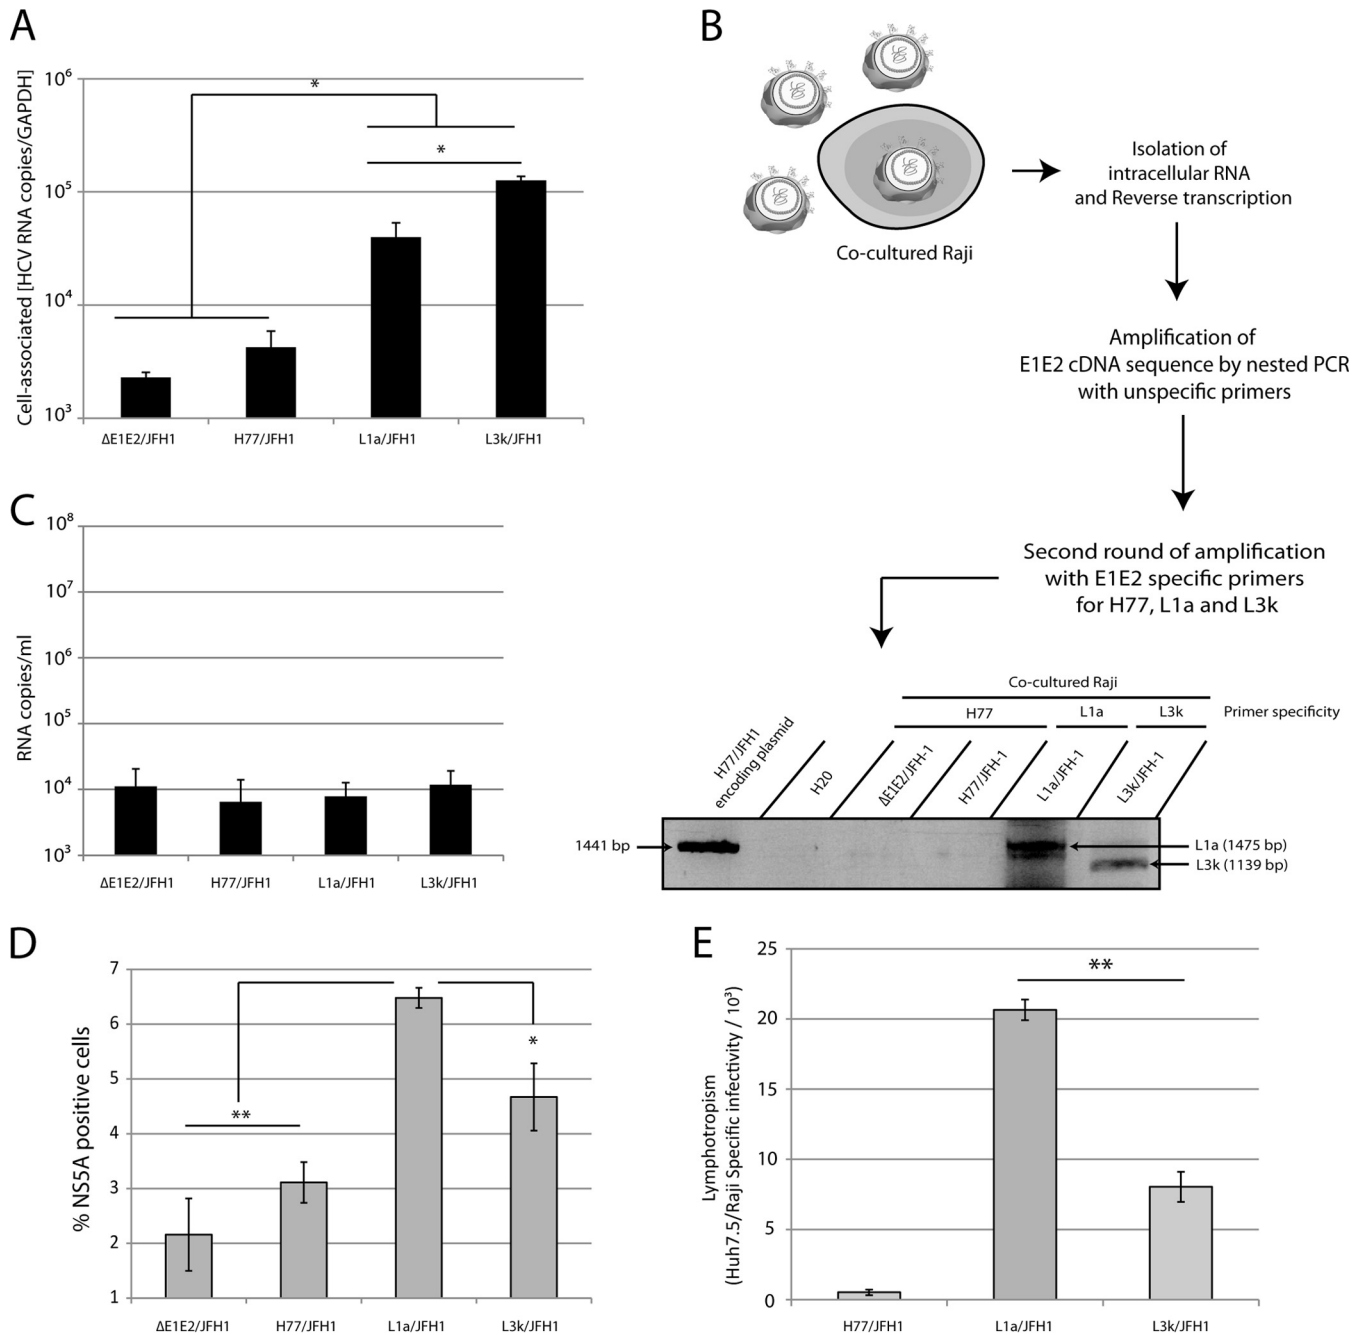 A
Cell-associated [HCV RNA copies/GAPDH]
10⁶
10⁵
10⁴
10³
*
*
ΔE1E2/JFH1
H77/JFH1
L1a/JFH1
L3k/JFH1
B
Co-cultured Raji
Isolation of
intracellular RNA
and Reverse transcription
Amplification of
E1E2 cDNA sequence by nested PCR
with unspecific primers
Second round of amplification
with E1E2 specific primers
for H77, L1a and L3k
Co-cultured Raji
H77
L1a
L3k
Primer specificity
H77/JFH1
encoding plasmid
H20
ΔE1E2/JFH-1
H77/JFH-1
L1a/JFH-1
L3k/JFH-1
1441 bp
L1a (1475 bp)
L3k (1139 bp)
C
RNA copies/ml
10⁸
10⁷
10⁶
10⁵
10⁴
10³
ΔE1E2/JFH1
H77/JFH1
L1a/JFH1
L3k/JFH1
D
% NS5A positive cells
7
6
5
4
3
2
1
**
*
ΔE1E2/JFH1
H77/JFH1
L1a/JFH1
L3k/JFH1
E
Lymphotropism
(Huh7.5/Raji Specific infectivity / 10³)
25
20
15
10
5
0
**
H77/JFH1
L1a/JFH1
L3k/JFH1